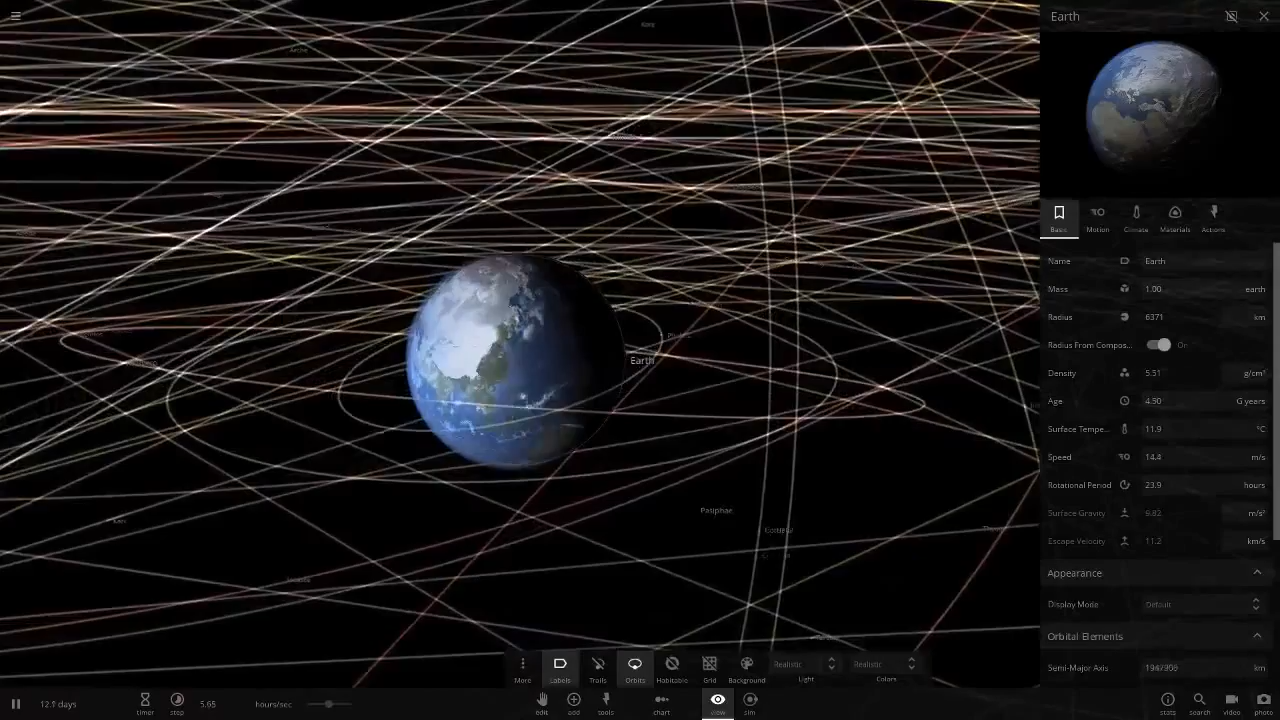 Earth
Kory
Arche
Basic
Motion
Climate
Materials
Actions
Name Earth
Mass 1.00 earth
Radius 6371 km
Radius From Compos... On
Density 5.51 g/cm³
Age 4.50 G years
Surface Tempe... 11.9 °C
Speed 14.4 m/s
Rotational Period 23.9 hours
Surface Gravity 9.82 m/s²
Escape Velocity 11.2 km/s
Appearance
Display Mode Default
Orbital Elements
Semi-Major Axis km
Earth
Pasiphae
More
Labels
Trails
Orbits
Habitable
Grid
Background
Realistic
Light
Realistic
Colors
12.9 days
timer
step
5.65 hours/sec
edit
add
tools
chart
view
sim
stats
search
video
photo